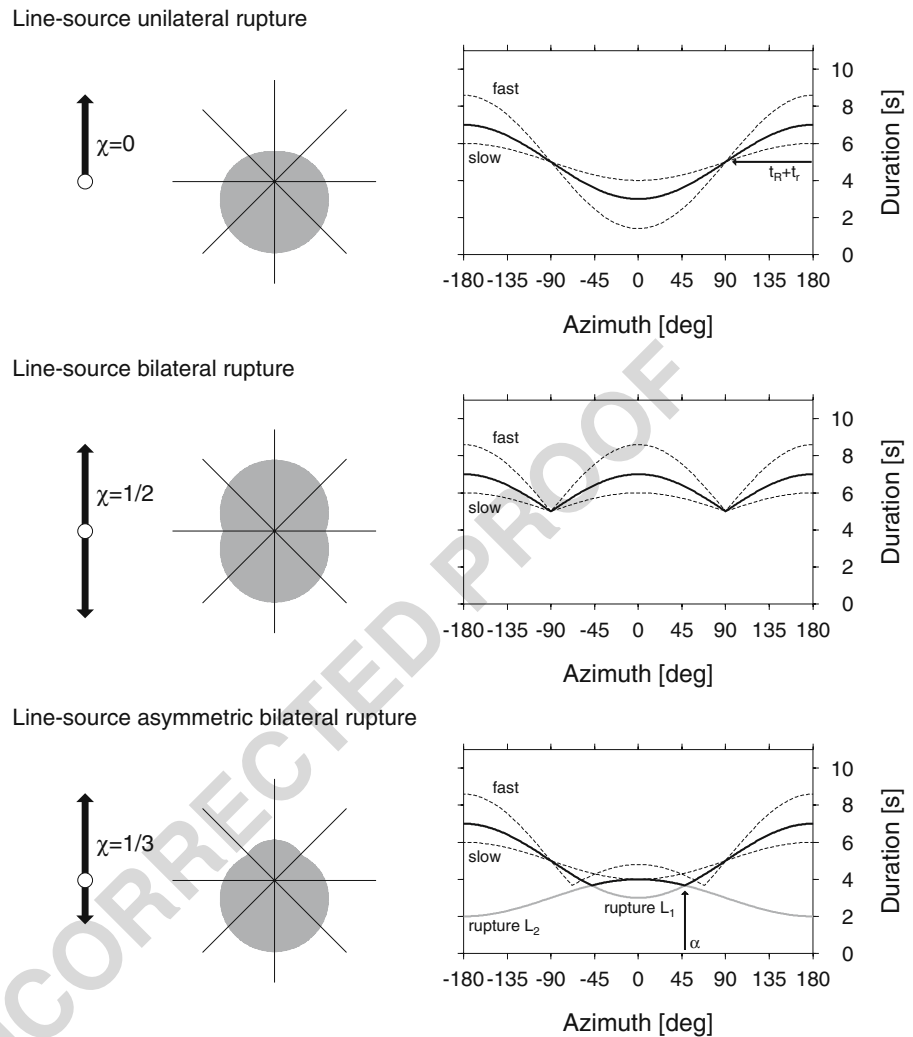 Line-source unilateral rupture
χ=0
fast
slow
t_R+t_r
10
8
6
4
2
0
Duration [s]
-180 -135 -90 -45 0 45 90 135 180
Azimuth [deg]
Line-source bilateral rupture
χ=1/2
fast
slow
10
8
6
4
2
0
Duration [s]
-180 -135 -90 -45 0 45 90 135 180
Azimuth [deg]
Line-source asymmetric bilateral rupture
χ=1/3
fast
slow
rupture L₁
rupture L₂
α
10
8
6
4
2
0
Duration [s]
-180 -135 -90 -45 0 45 90 135 180
Azimuth [deg]
NCORRECTED PROOF